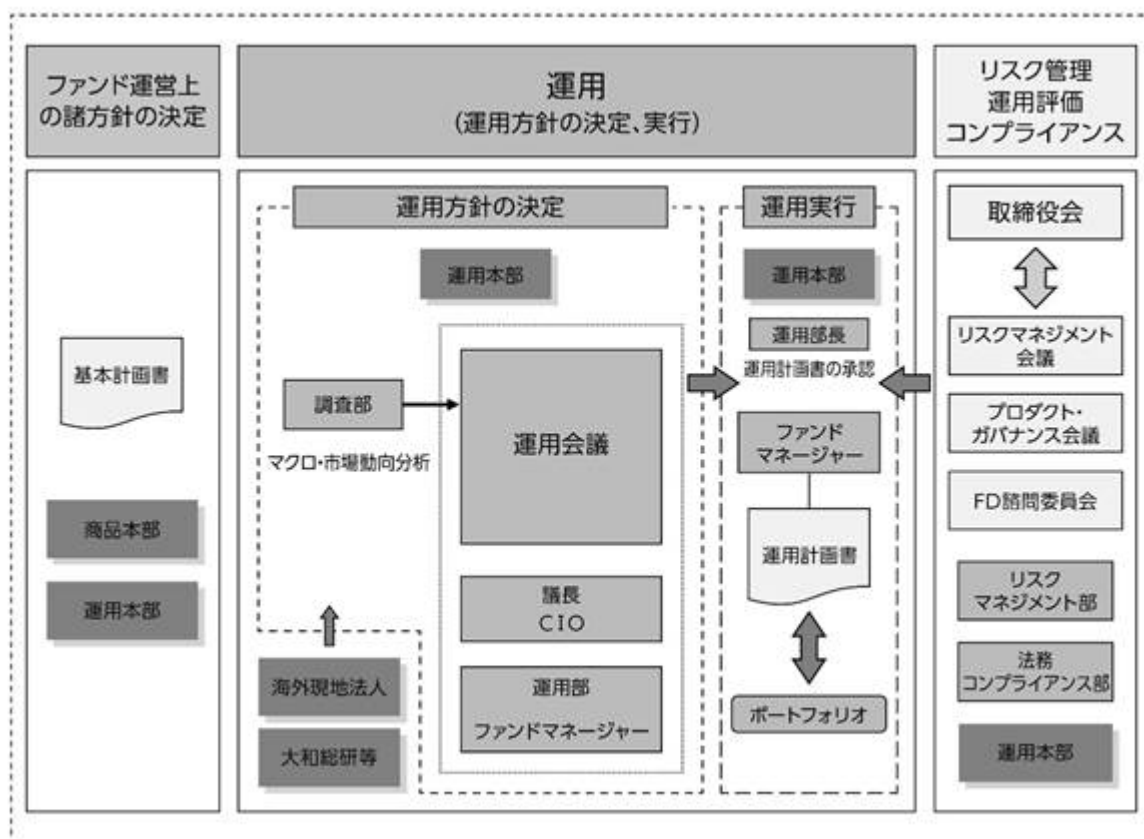 ファンド運営上
の諸方針の決定
運用
(運用方針の決定、実行)
リスク管理
運用評価
コンプライアンス
基本計画書
商品本部
運用本部
運用方針の決定
運用本部
調査部
マクロ・市場動向分析
運用会議
議長
CIO
運用部
ファンドマネージャー
海外現地法人
大和総研等
運用実行
運用本部
運用部長
運用計画書の承認
ファンド
マネージャー
運用計画書
ポートフォリオ
取締役会
リスクマネジメント
会議
プロダクト・
ガバナンス会議
FD諮問委員会
リスク
マネジメント部
法務
コンプライアンス部
運用本部